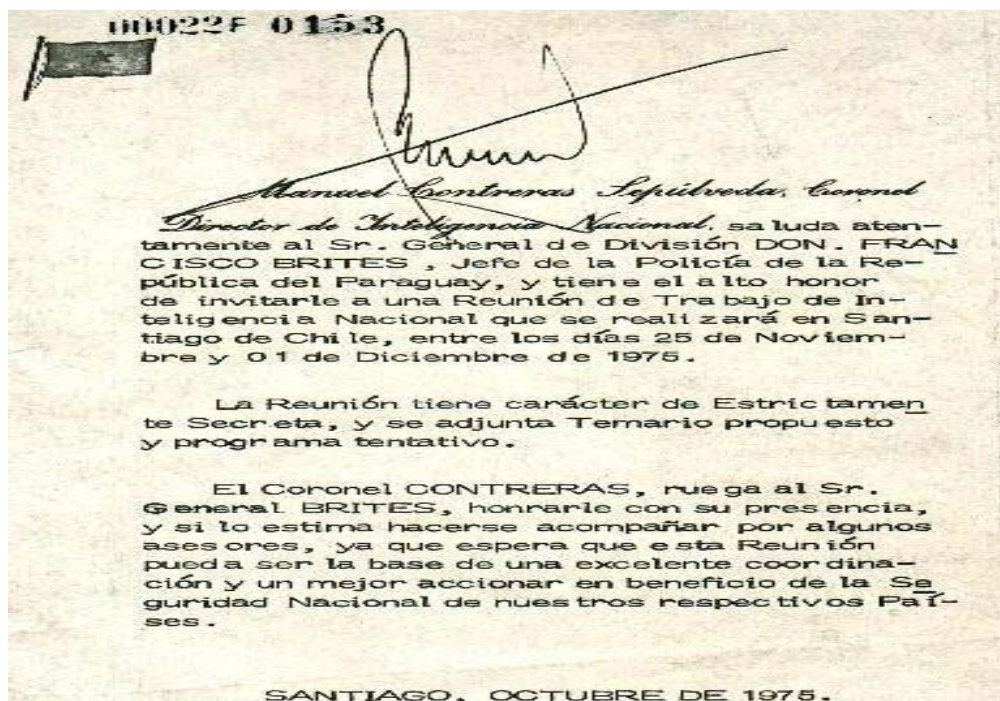 00022F 0153
Manuel Contreras Sepúlveda, Coronel
Director de Inteligencia Nacional, saluda aten-
tamente al Sr. General de División DON. FRAN
CISCO BRITES , Jefe de la Policía de la Re-
pública del Paraguay, y tiene el alto honor
de invitarle a una Reunión de Trabajo de In-
teligencia Nacional que se realizará en San-
tiago de Chile, entre los días 25 de Noviem-
bre y 01 de Diciembre de 1975.
La Reunión tiene carácter de Estrictamen
te Secreta, y se adjunta Temario propuesto
y programa tentativo.
El Coronel CONTRERAS, ruega al Sr.
General BRITES, honrarle con su presencia,
y si lo estima hacerse acompañar por algunos
asesores, ya que espera que esta Reunión
pueda ser la base de una excelente coordina-
ción y un mejor accionar en beneficio de la Se
guridad Nacional de nuestros respectivos Paí-
ses.
SANTIAGO, OCTUBRE DE 1975.